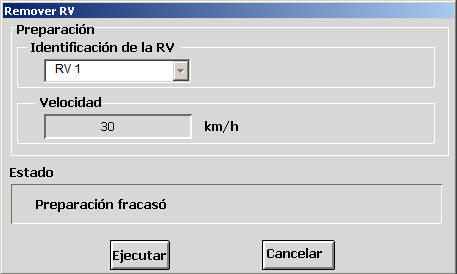 Remover RV
Preparación
Identificación de la RV
RV 1
Velocidad
30 km/h
Estado
Preparación fracasó
Ejecutar Cancelar